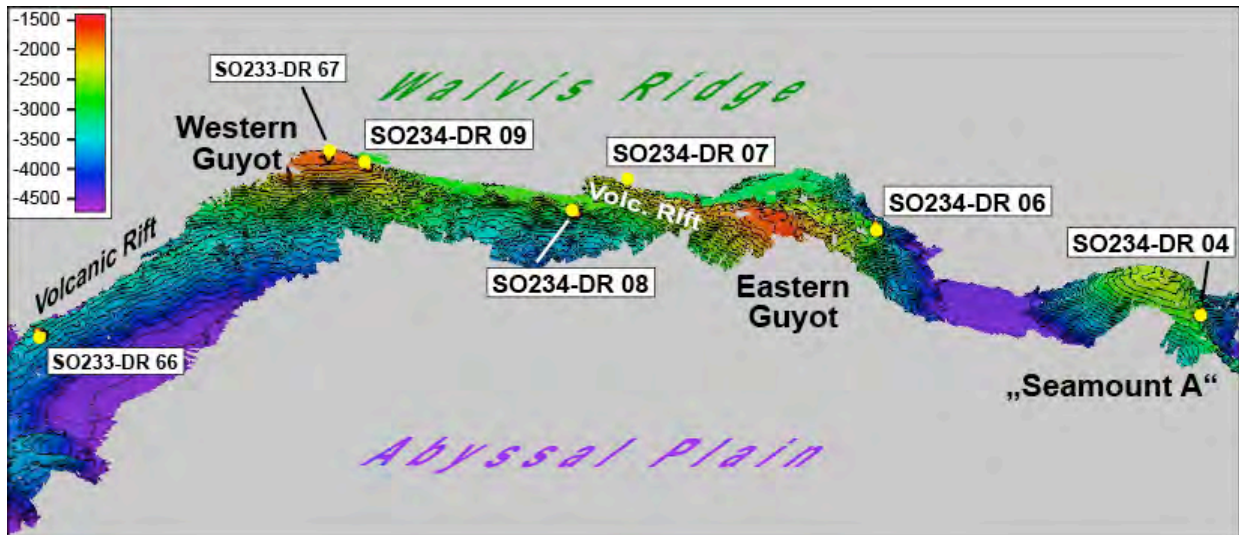 -1500
-2000
-2500
-3000
-3500
-4000
-4500
SO233-DR 67
Walvis Ridge
Western
Guyot
SO234-DR 09
SO234-DR 07
Volc. Rift
SO234-DR 06
SO234-DR 04
Volcanic Rift
SO234-DR 08
Eastern
Guyot
SO233-DR 66
„Seamount A“
Abyssal Plain